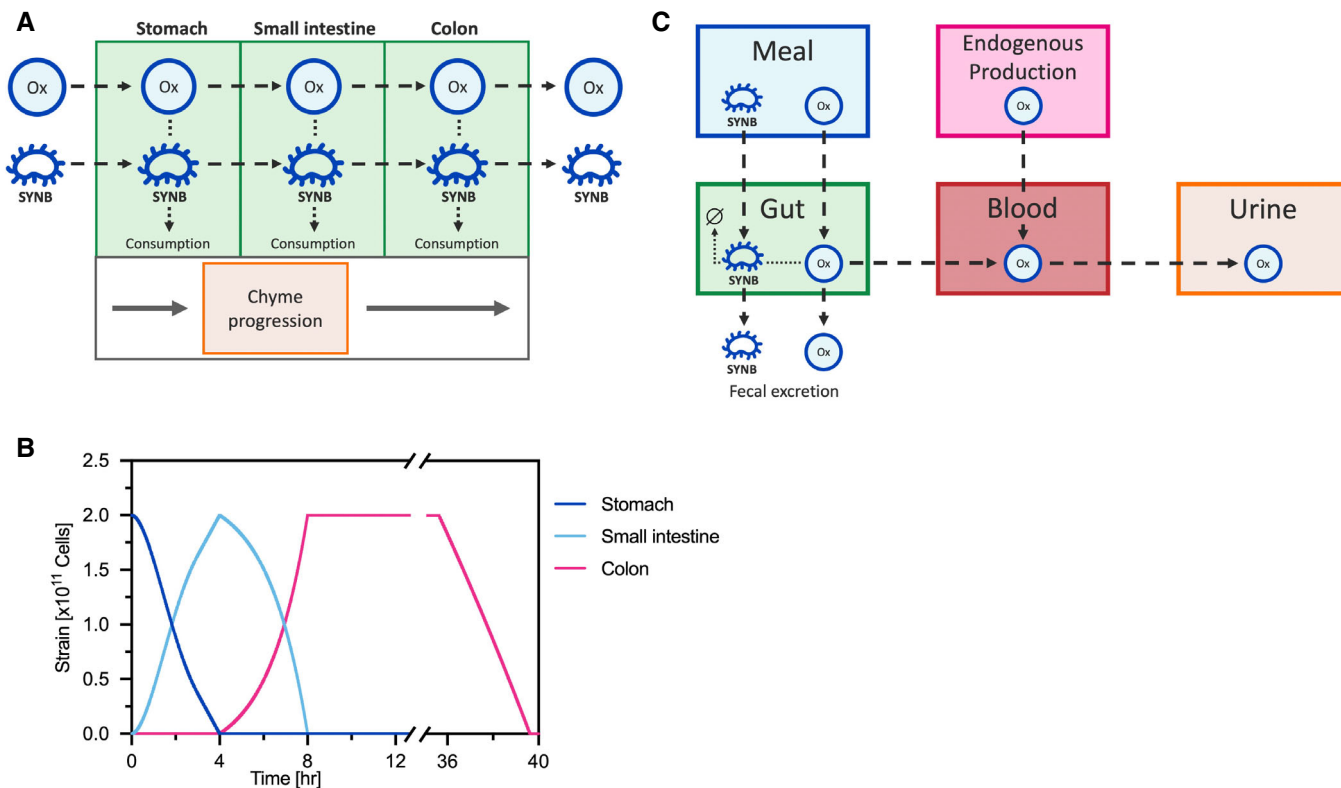 A
Stomach Small intestine Colon
Ox Ox Ox Ox Ox
SYNB SYNB SYNB SYNB SYNB
Consumption Consumption Consumption
Chyme
progression
B
2.5
2.0
1.5
1.0
0.5
0.0
Strain [x10¹¹ Cells]
0 4 8 12 36 40
Time [hr]
Stomach
Small intestine
Colon
C
Meal
SYNB Ox
Endogenous
Production
Ox
Gut
∅
SYNB Ox
Blood
Ox
Urine
Ox
SYNB Ox
Fecal excretion